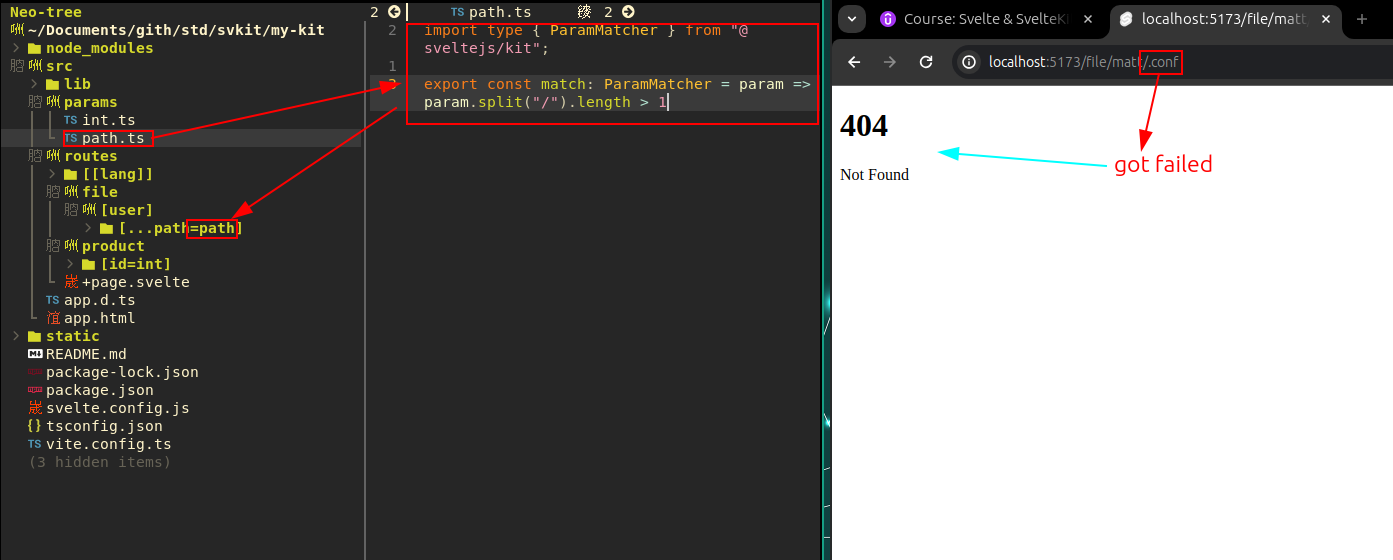 Neo-tree
~/Documents/gith/std/svkit/my-kit
node_modules
src
lib
params
int.ts
path.ts
routes
[[lang]]
file
[user]
[...path=path]
product
[id=int]
+page.svelte
app.d.ts
app.html
static
README.md
package-lock.json
package.json
svelte.config.js
tsconfig.json
vite.config.ts
(3 hidden items)
2 TS path.ts 2
2 import type { ParamMatcher } from "@
sveltejs/kit";
1
3 export const match: ParamMatcher = param =>
param.split("/").length > 1
Course: Svelte & SvelteKi
localhost:5173/file/matt
localhost:5173/file/matt/.conf
404
Not Found
got failed